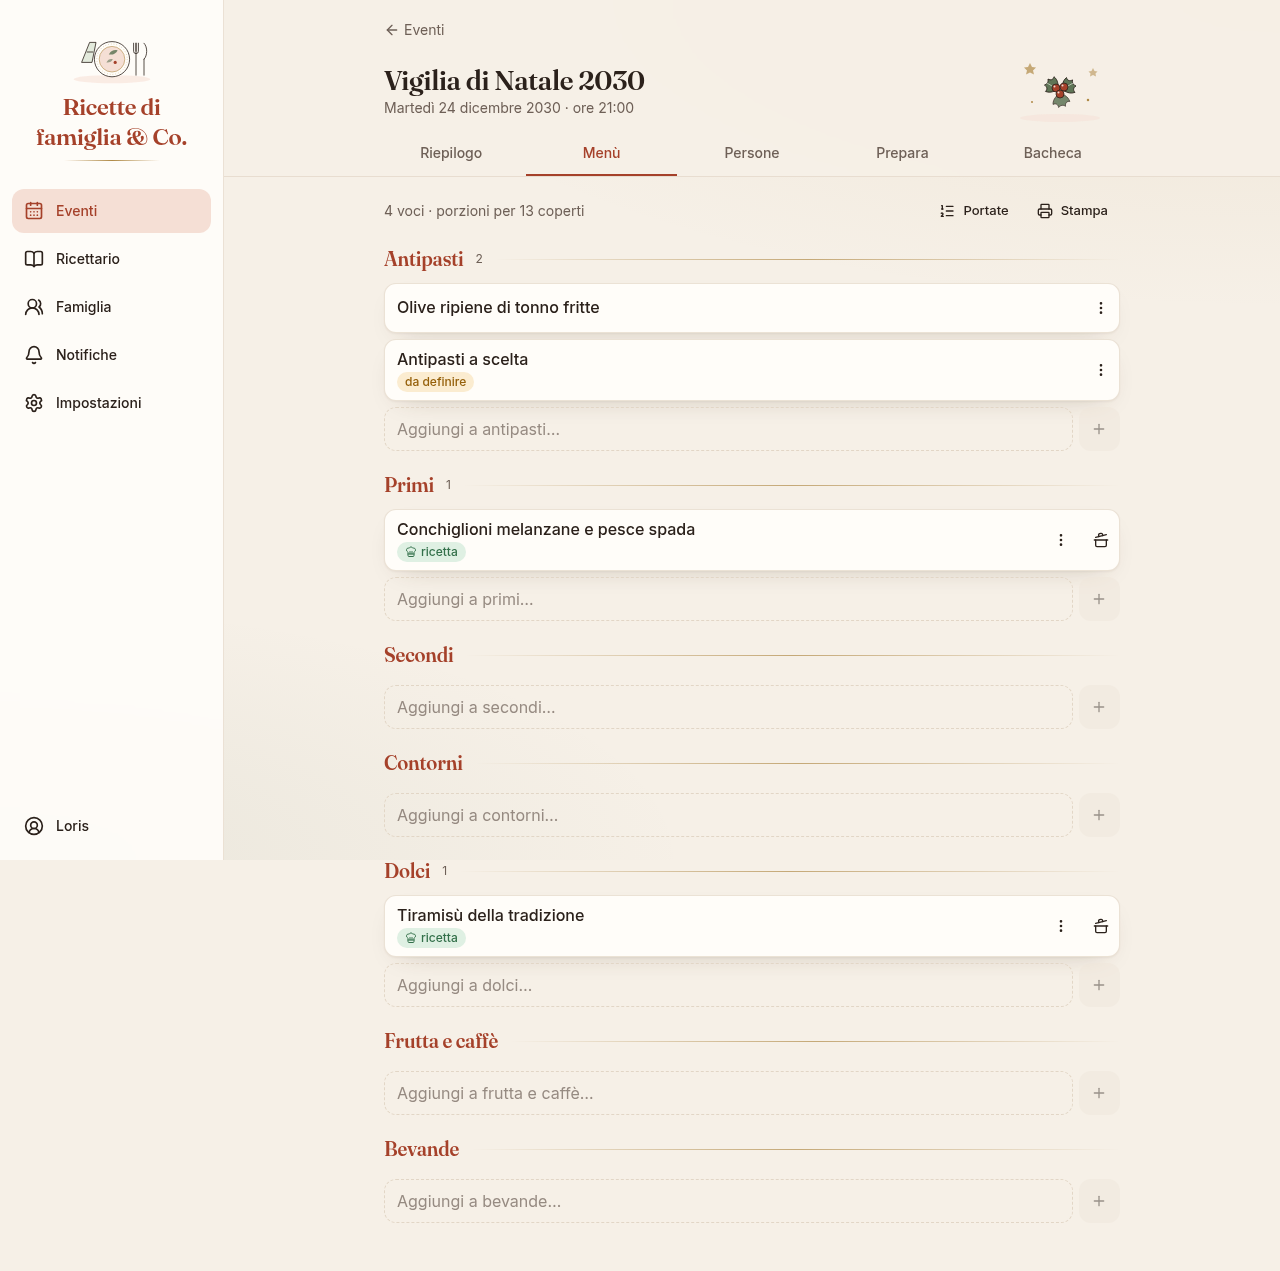 Ricette di
famiglia & Co.
Eventi
Ricettario
Famiglia
Notifiche
Impostazioni
Loris
Eventi
Vigilia di Natale 2030
Martedì 24 dicembre 2030 · ore 21:00
Riepilogo
Menù
Persone
Prepara
Bacheca
4 voci · porzioni per 13 coperti
Portate
Stampa
Antipasti 2
Olive ripiene di tonno fritte
Antipasti a scelta
da definire
Aggiungi a antipasti…
Primi 1
Conchiglioni melanzane e pesce spada
ricetta
Aggiungi a primi…
Secondi
Aggiungi a secondi…
Contorni
Aggiungi a contorni…
Dolci 1
Tiramisù della tradizione
ricetta
Aggiungi a dolci…
Frutta e caffè
Aggiungi a frutta e caffè…
Bevande
Aggiungi a bevande…